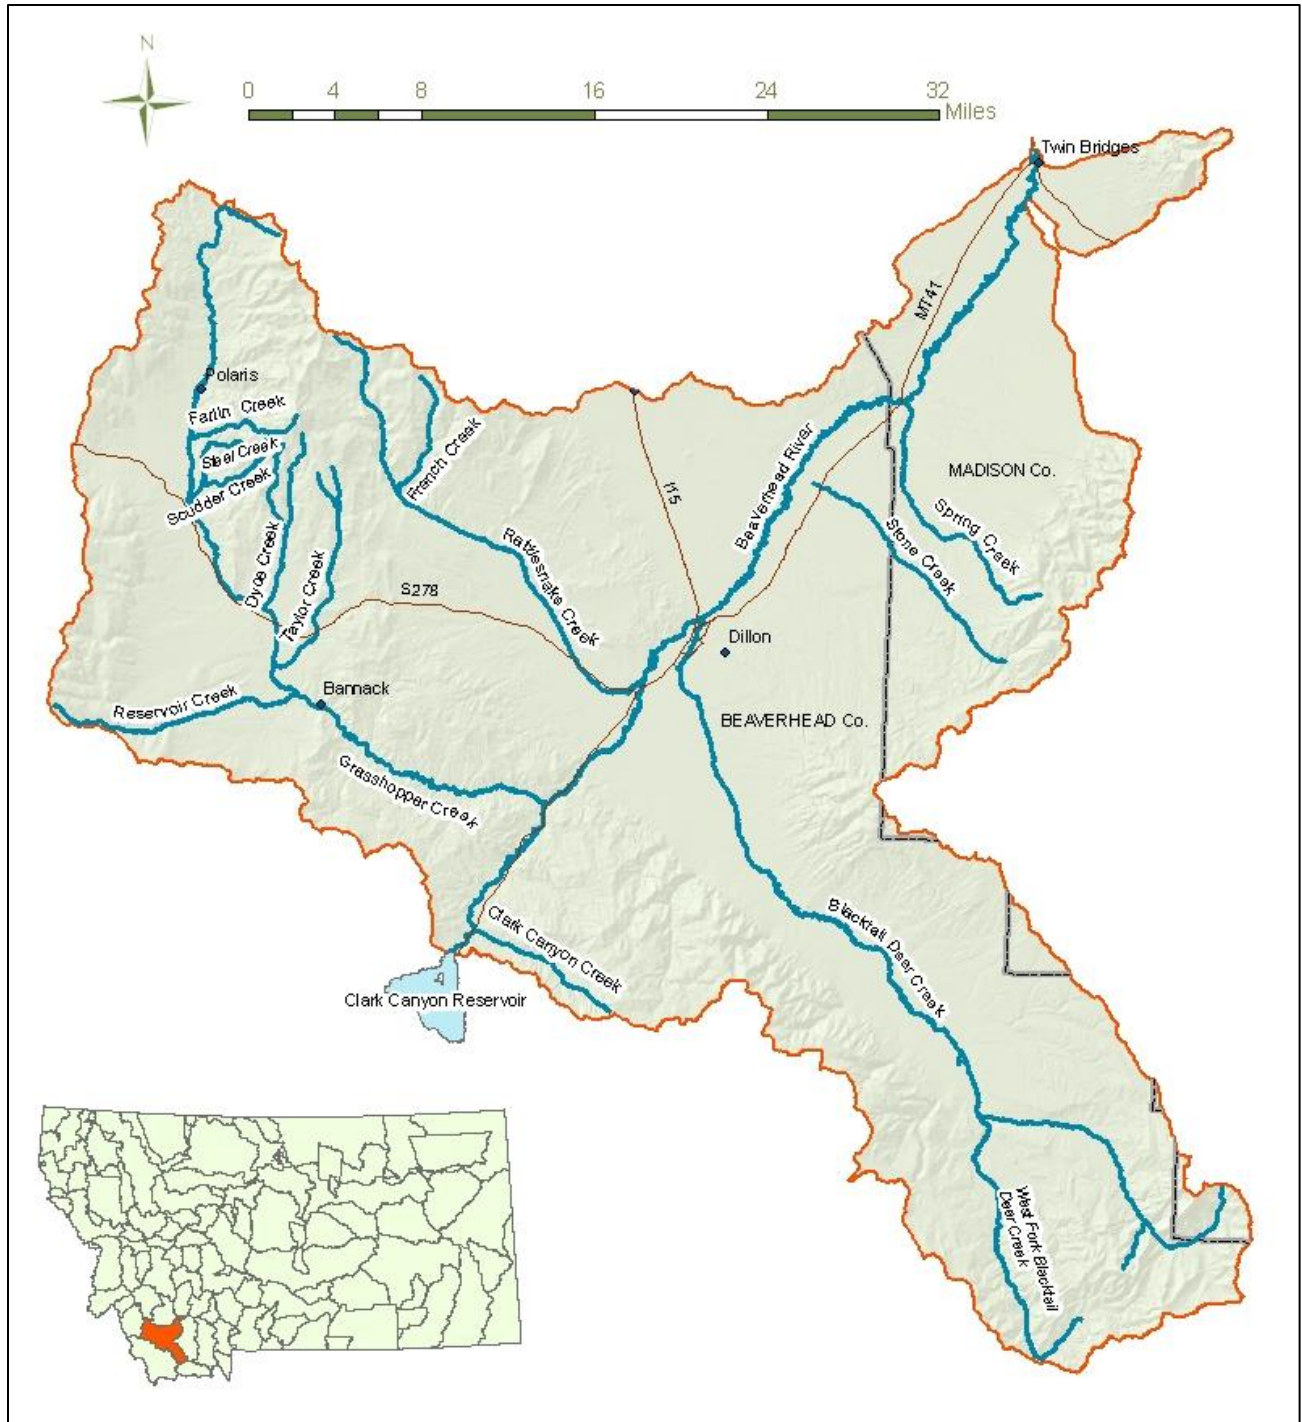 N
0 4 8 16 24 32
Miles
Twin Bridges
MT41
Polaris
Farlin Creek
Steel Creek
Scudder Creek
French Creek
Beaverhead River
MADISON Co.
I15
Spring Creek
Stone Creek
Rattlesnake Creek
Dyce Creek
Taylor Creek
S278
Dillon
Bannack
Reservoir Creek
BEAVERHEAD Co.
Grasshopper Creek
Clark Canyon Creek
Blacktail Deer Creek
Clark Canyon Reservoir
West Fork Blacktail
Deer Creek